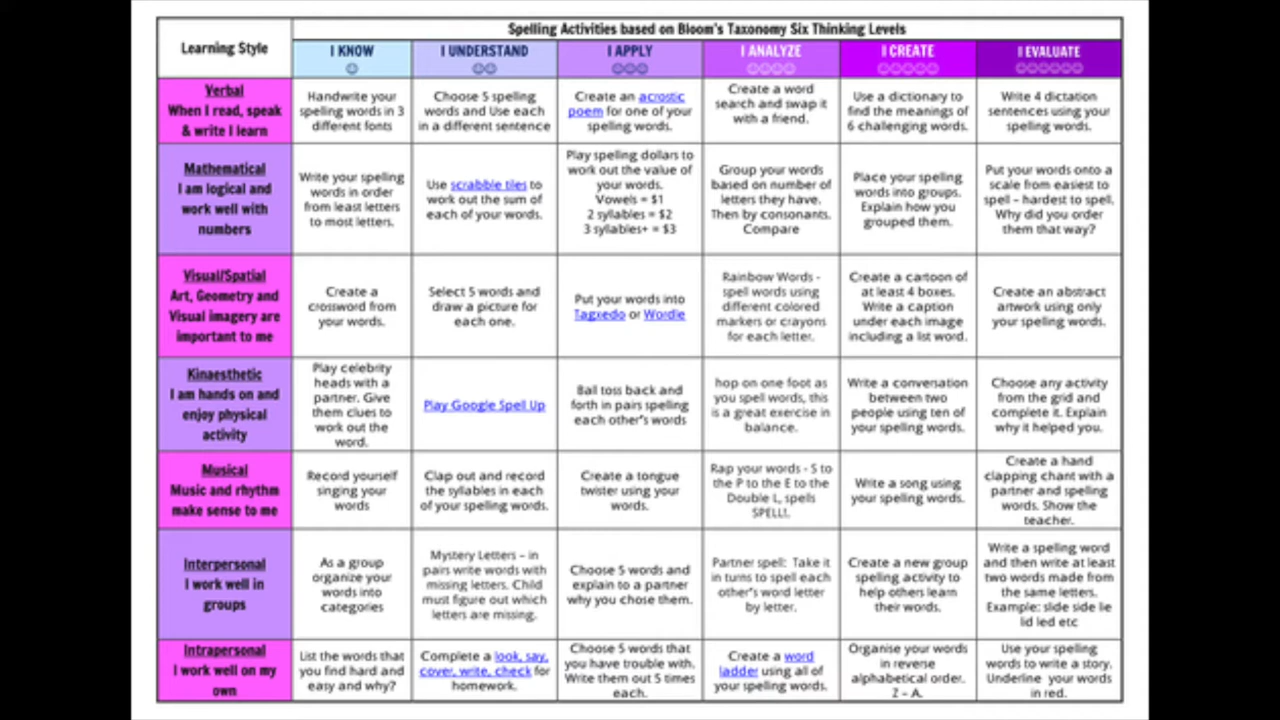 Spelling Activities based on Bloom's Taxonomy Six Thinking Levels
Learning Style
I KNOW
I UNDERSTAND
I APPLY
I ANALYZE
I CREATE
I EVALUATE
Verbal
When I read, speak
& write I learn
Handwrite your
spelling words in 3
different fonts
Choose 5 spelling
words and Use each
in a different sentence
Create an acrostic
poem for one of your
spelling words.
Create a word
search and swap it
with a friend.
Use a dictionary to
find the meanings of
6 challenging words.
Write 4 dictation
sentences using your
spelling words.
Mathematical
I am logical and
work well with
numbers
Write your spelling
words in order
from least letters
to most letters.
Use scrabble tiles to
work out the sum of
each of your words.
Play spelling dollars to
work out the value of
your words.
Vowels = $1
2 syllables = $2
3 syllables+ = $3
Group your words
based on number of
letters they have.
Then by consonants.
Compare
Place your spelling
words into groups.
Explain how you
grouped them.
Put your words onto a
scale from easiest to
spell – hardest to spell.
Why did you order
them that way?
Visual/Spatial
Art, Geometry and
Visual imagery are
important to me
Create a
crossword from
your words.
Select 5 words and
draw a picture for
each one.
Put your words into
Tagxedo or Wordle
Rainbow Words -
spell words using
different colored
markers or crayons
for each letter.
Create a cartoon of
at least 4 boxes.
Write a caption
under each image
including a list word.
Create an abstract
artwork using only
your spelling words.
Kinaesthetic
I am hands on and
enjoy physical
activity
Play celebrity
heads with a
partner. Give
them clues to
work out the
word.
Play Google Spell Up
Ball toss back and
forth in pairs spelling
each other's words
hop on one foot as
you spell words, this
is a great exercise in
balance.
Write a conversation
between two
people using ten of
your spelling words.
Choose any activity
from the grid and
complete it. Explain
why it helped you.
Musical
Music and rhythm
make sense to me
Record yourself
singing your
words
Clap out and record
the syllables in each
of your spelling words.
Create a tongue
twister using your
words.
Rap your words - S to
the P to the E to the
Double L, spells
SPELL!.
Write a song using
your spelling words.
Create a hand
clapping chant with a
partner and spelling
words. Show the
teacher.
Interpersonal
I work well in
groups
As a group
organize your
words into
categories
Mystery Letters – in
pairs write words with
missing letters. Child
must figure out which
letters are missing.
Choose 5 words and
explain to a partner
why you chose them.
Partner spell: Take it
in turns to spell each
other's word letter
by letter.
Create a new group
spelling activity to
help others learn
their words.
Write a spelling word
and then write at least
two words made from
the same letters.
Example: slide side lie
lid led etc
Intrapersonal
I work well on my
own
List the words that
you find hard and
easy and why?
Complete a look, say,
cover, write, check for
homework.
Choose 5 words that
you have trouble with.
Write them out 5 times
each.
Create a word
ladder using all of
your spelling words.
Organise your words
in reverse
alphabetical order.
Z – A.
Use your spelling
words to write a story.
Underline your words
in red.